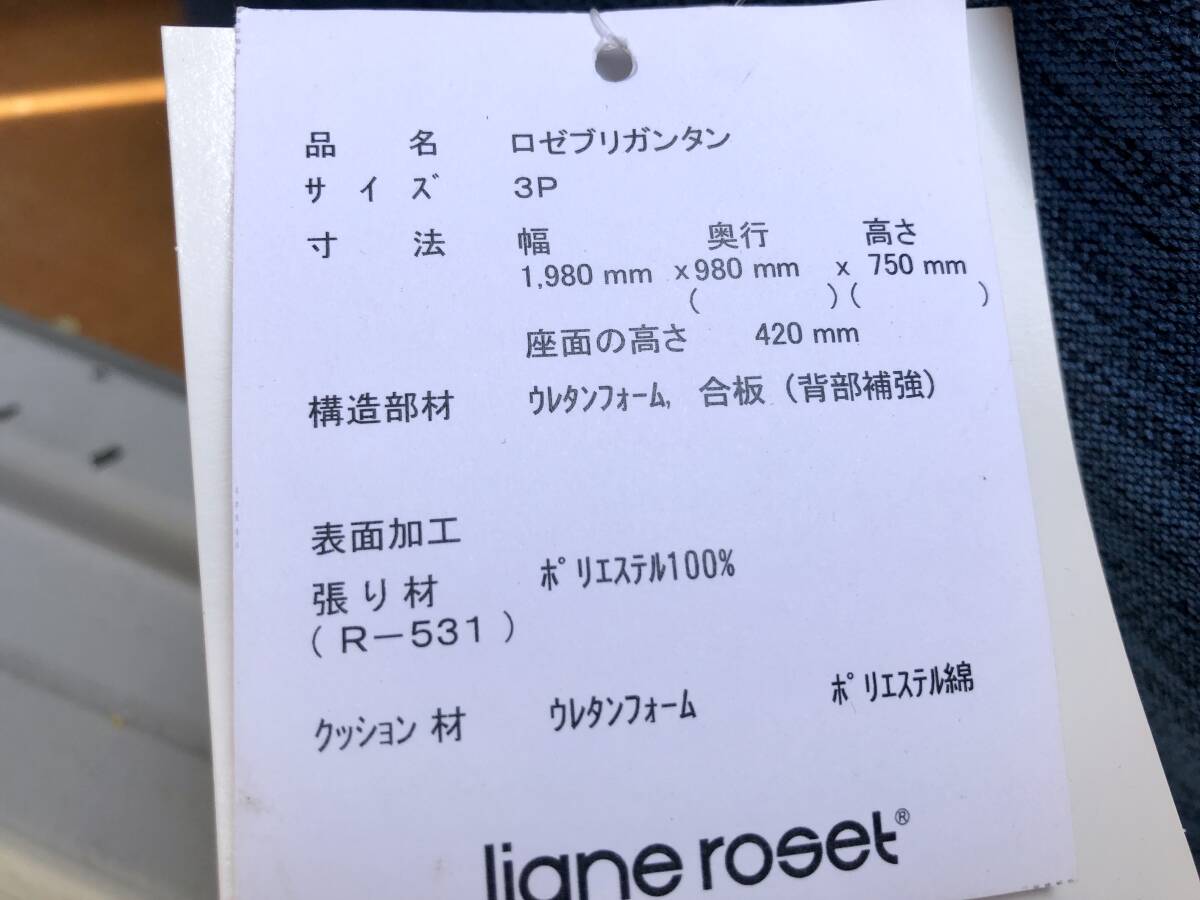 品 名 ロゼブリガンタン
ｻ ｲ ｽﾞ 3P
寸 法 幅 奥行 高さ
1,980 mm x 980 mm x 750 mm
( ) ( )
座面の高さ 420 mm
構造部材 ｳﾚﾀﾝﾌｫｰﾑ, 合板（背部補強）
表面加工
張り材 ﾎﾟﾘｴｽﾃﾙ100%
（R－531）
クッション材 ｳﾚﾀﾝﾌｫｰﾑ ﾎﾟﾘｴｽﾃﾙ綿
ligne roset®